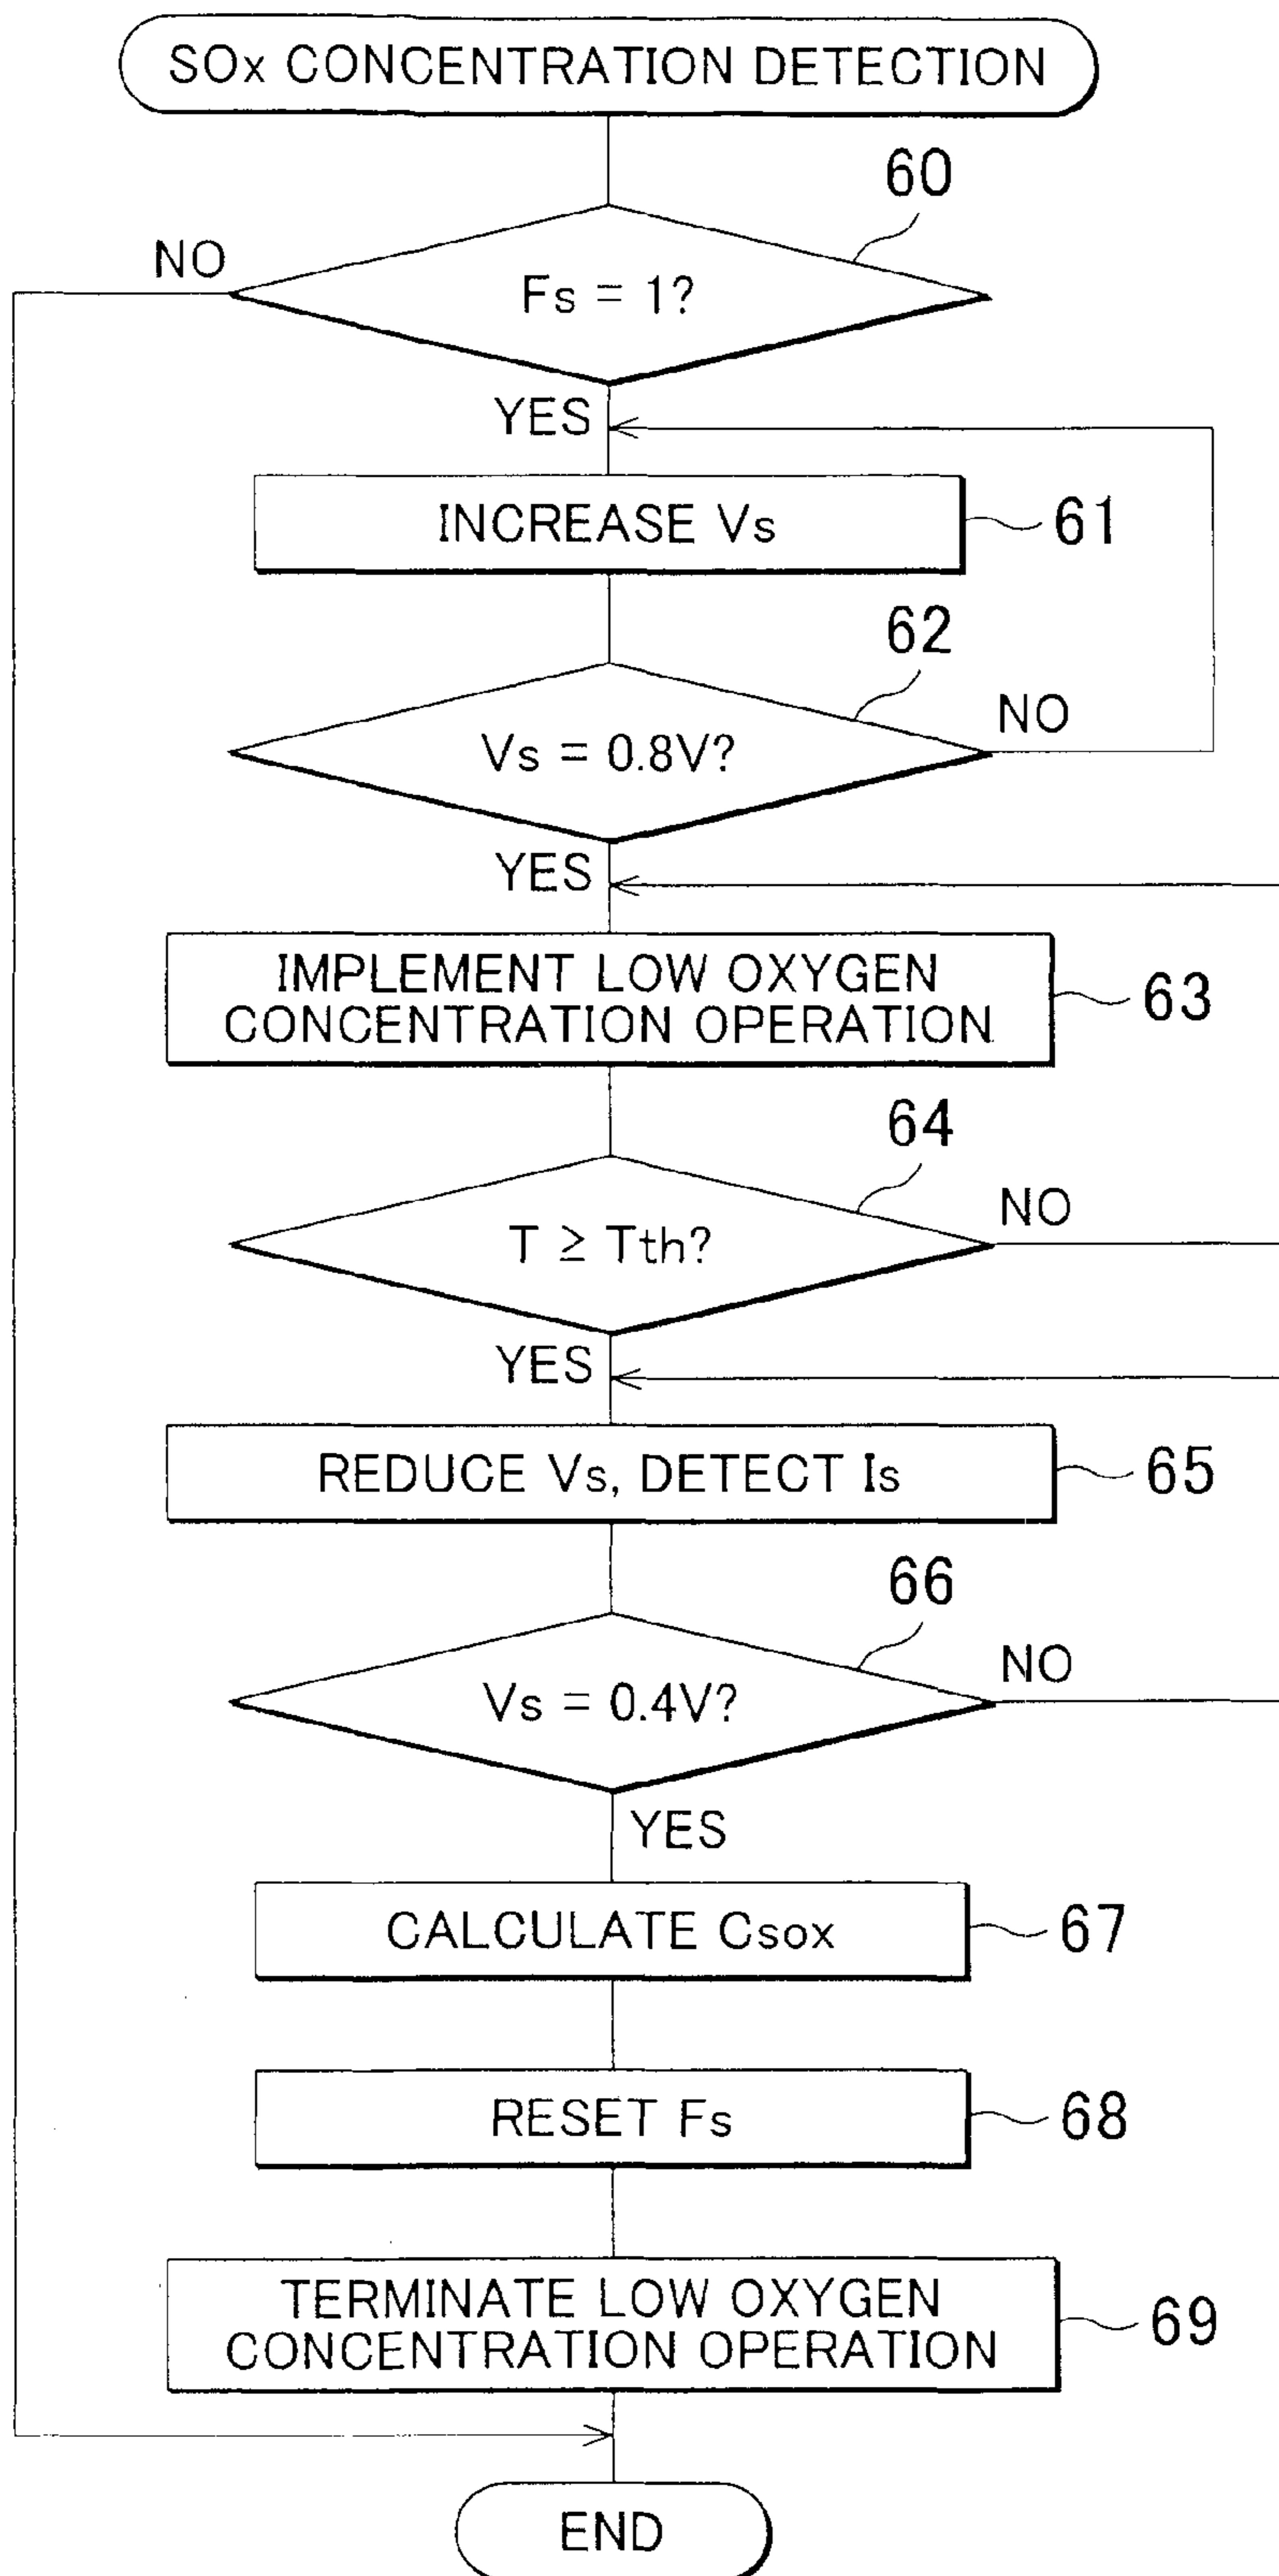 SOx CONCENTRATION DETECTION
60
NO
Fs = 1?
YES
INCREASE Vs
61
62
Vs = 0.8V?
NO
YES
IMPLEMENT LOW OXYGEN
CONCENTRATION OPERATION
63
64
T ≥ Tth?
NO
YES
REDUCE Vs, DETECT Is
65
66
Vs = 0.4V?
NO
YES
CALCULATE Csox
67
RESET Fs
68
TERMINATE LOW OXYGEN
CONCENTRATION OPERATION
69
END